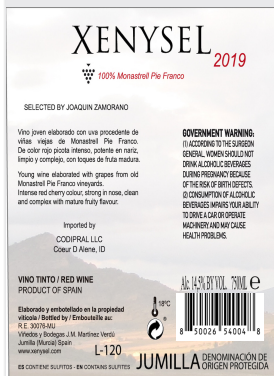 XENYSEL
2019
100% Monastrell Pie Franco
SELECTED BY JOAQUIN ZAMORANO
Vino joven elaborado con uva procedente de
viñas viejas de Monastrell Pie Franco.
De color rojo picota intenso, potente en nariz,
limpio y complejo, con toques de fruta madura.
Young wine elaborated with grapes from old
Monastrell Pie Franco vineyards.
Intense red cherry colour, strong in nose, clean
and complex with mature fruity flavour.
Imported by
CODIPRAL LLC
Coeur D Alene, ID
GOVERNMENT WARNING:
(1) ACCORDING TO THE SURGEON
GENERAL, WOMEN SHOULD NOT
DRINK ALCOHOLIC BEVERAGES
DURING PREGNANCY BECAUSE
OF THE RISK OF BIRTH DEFECTS.
(2) CONSUMPTION OF ALCOHOLIC
BEVERAGES IMPAIRS YOUR ABILITY
TO DRIVE A CAR OR OPERATE
MACHINERY AND MAY CAUSE
HEALTH PROBLEMS.
VINO TINTO / RED WINE
PRODUCT OF SPAIN
Elaborado y embotellado en la propiedad
vitícola / Bottled by / Embouteille au:
R.E. 30076-MU
Viñedos y Bodegas J.M. Martínez Verdú
Jumilla (Murcia) Spain
www.xenysel.com
L-120
ES CONTIENE SULFITOS - EN CONTAINS SULFITES
18ºC
Alc. 14,5% BY VOL. 750ML e
8 50026 54004 8
JUMILLA
DENOMINACIÓN DE
ORIGEN PROTEGIDA